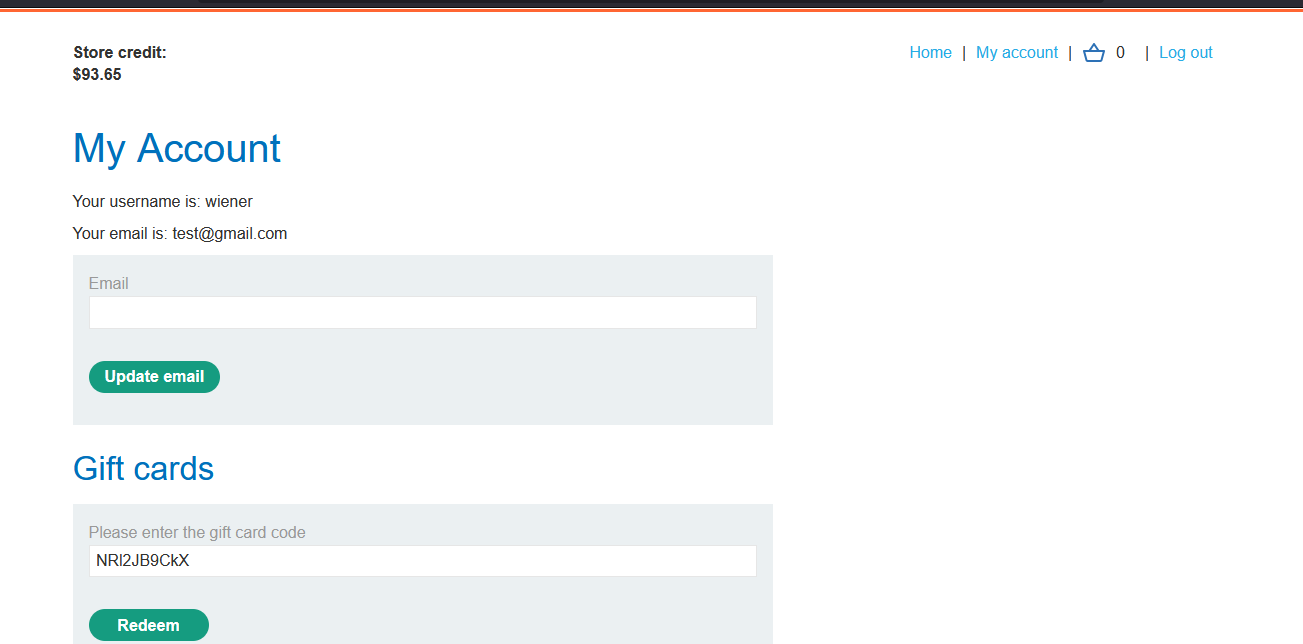 Store credit:
$93.65
Home | My account | 0 | Log out
My Account
Your username is: wiener
Your email is: test@gmail.com
Email
Update email
Gift cards
Please enter the gift card code
NRl2JB9CkX
Redeem